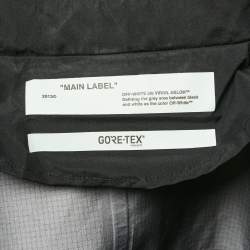 "MAIN LABEL"
OFF-WHITE c/o VIRGIL ABLOH™
Defining the grey area between black
and white as the color Off-White™
GORE-TEX